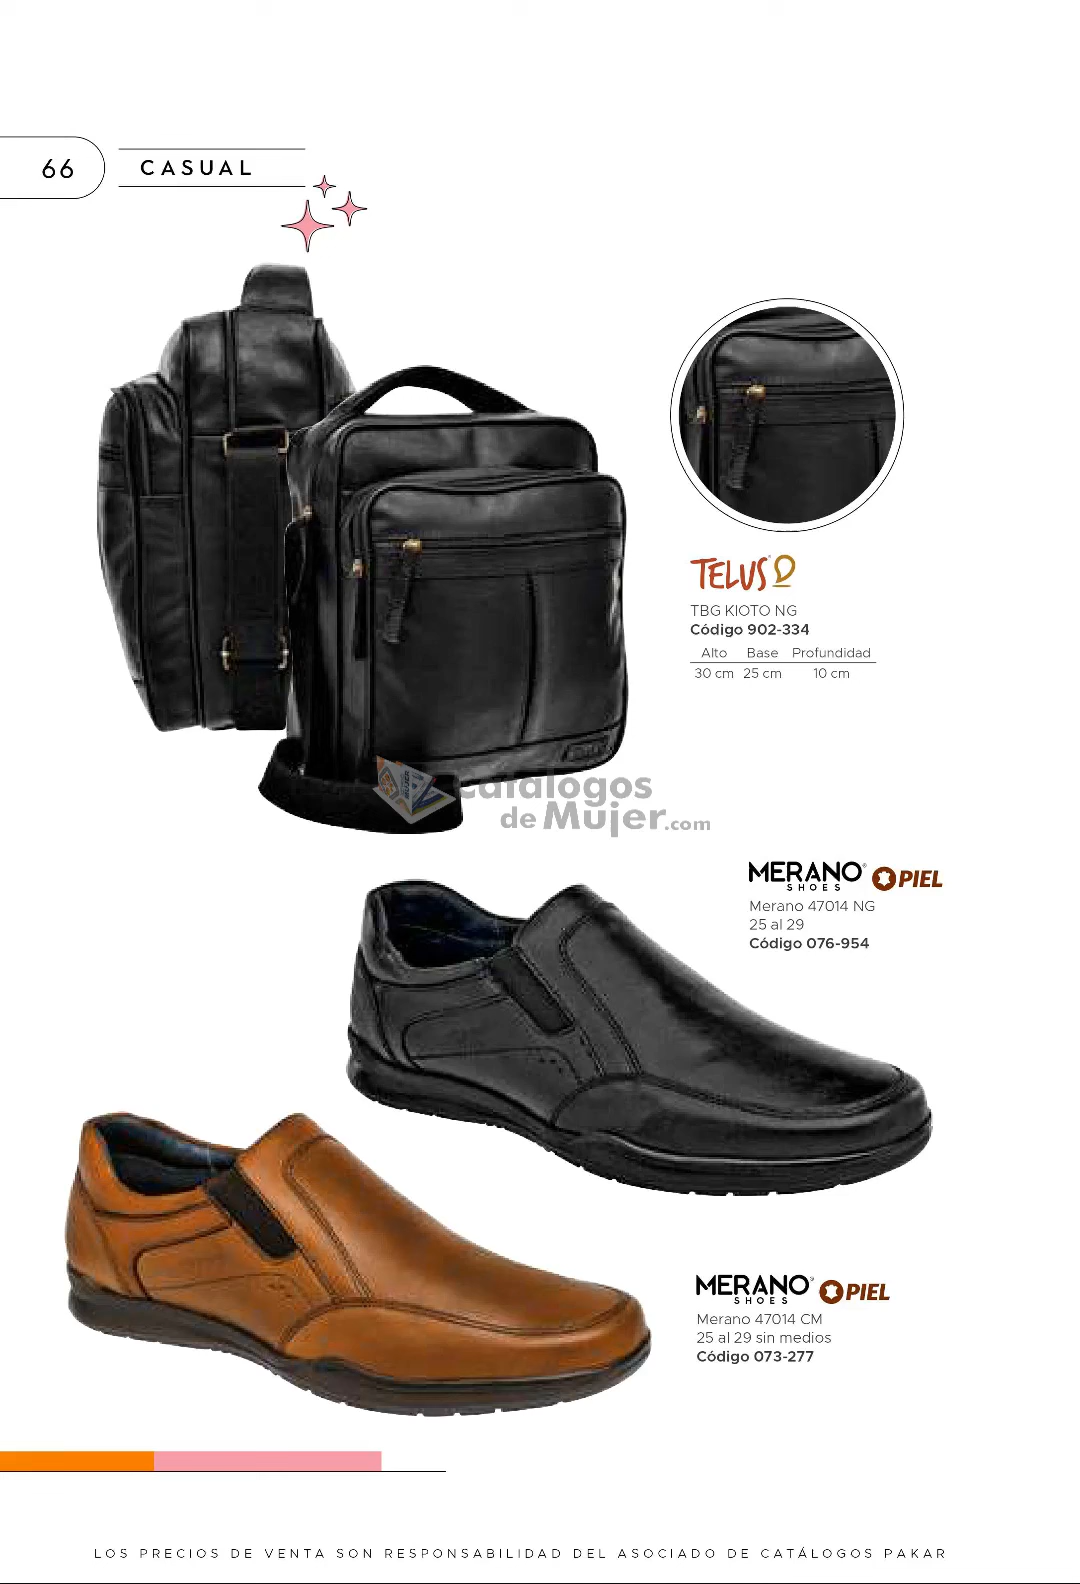 66
CASUAL
TELUS
TBG KIOTO NG
Código 902-334
Alto Base Profundidad
30 cm 25 cm 10 cm
Catálogos
de Mujer.com
MERANO®
SHOES
PIEL
Merano 47014 NG
25 al 29
Código 076-954
MERANO®
SHOES
PIEL
Merano 47014 CM
25 al 29 sin medios
Código 073-277
LOS PRECIOS DE VENTA SON RESPONSABILIDAD DEL ASOCIADO DE CATÁLOGOS PAKAR